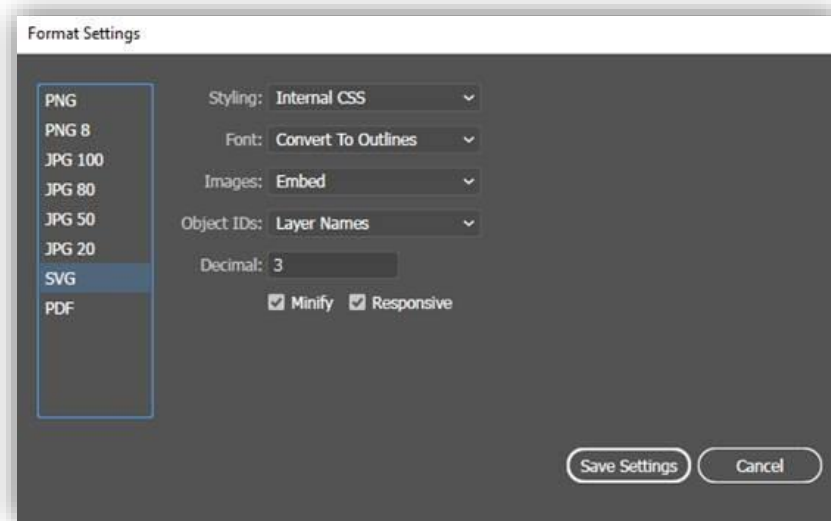 Format Settings
PNG
PNG 8
JPG 100
JPG 80
JPG 50
JPG 20
SVG
PDF
Styling: Internal CSS
Font: Convert To Outlines
Images: Embed
Object IDs: Layer Names
Decimal: 3
Minify Responsive
Save Settings Cancel